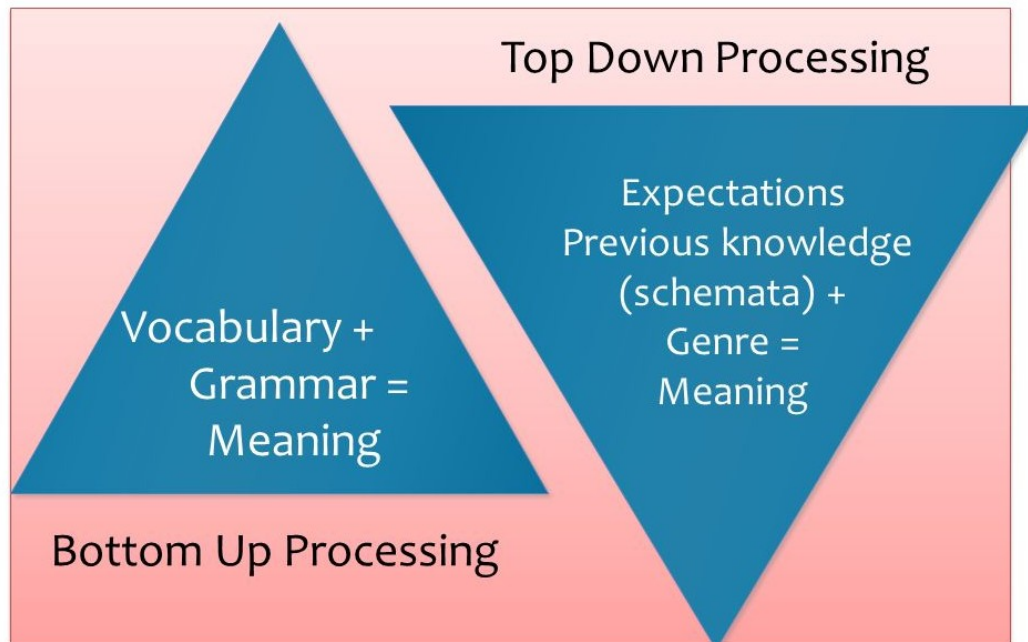 Top Down Processing
Expectations
Previous knowledge
(schemata) +
Genre =
Meaning
Vocabulary +
Grammar =
Meaning
Bottom Up Processing